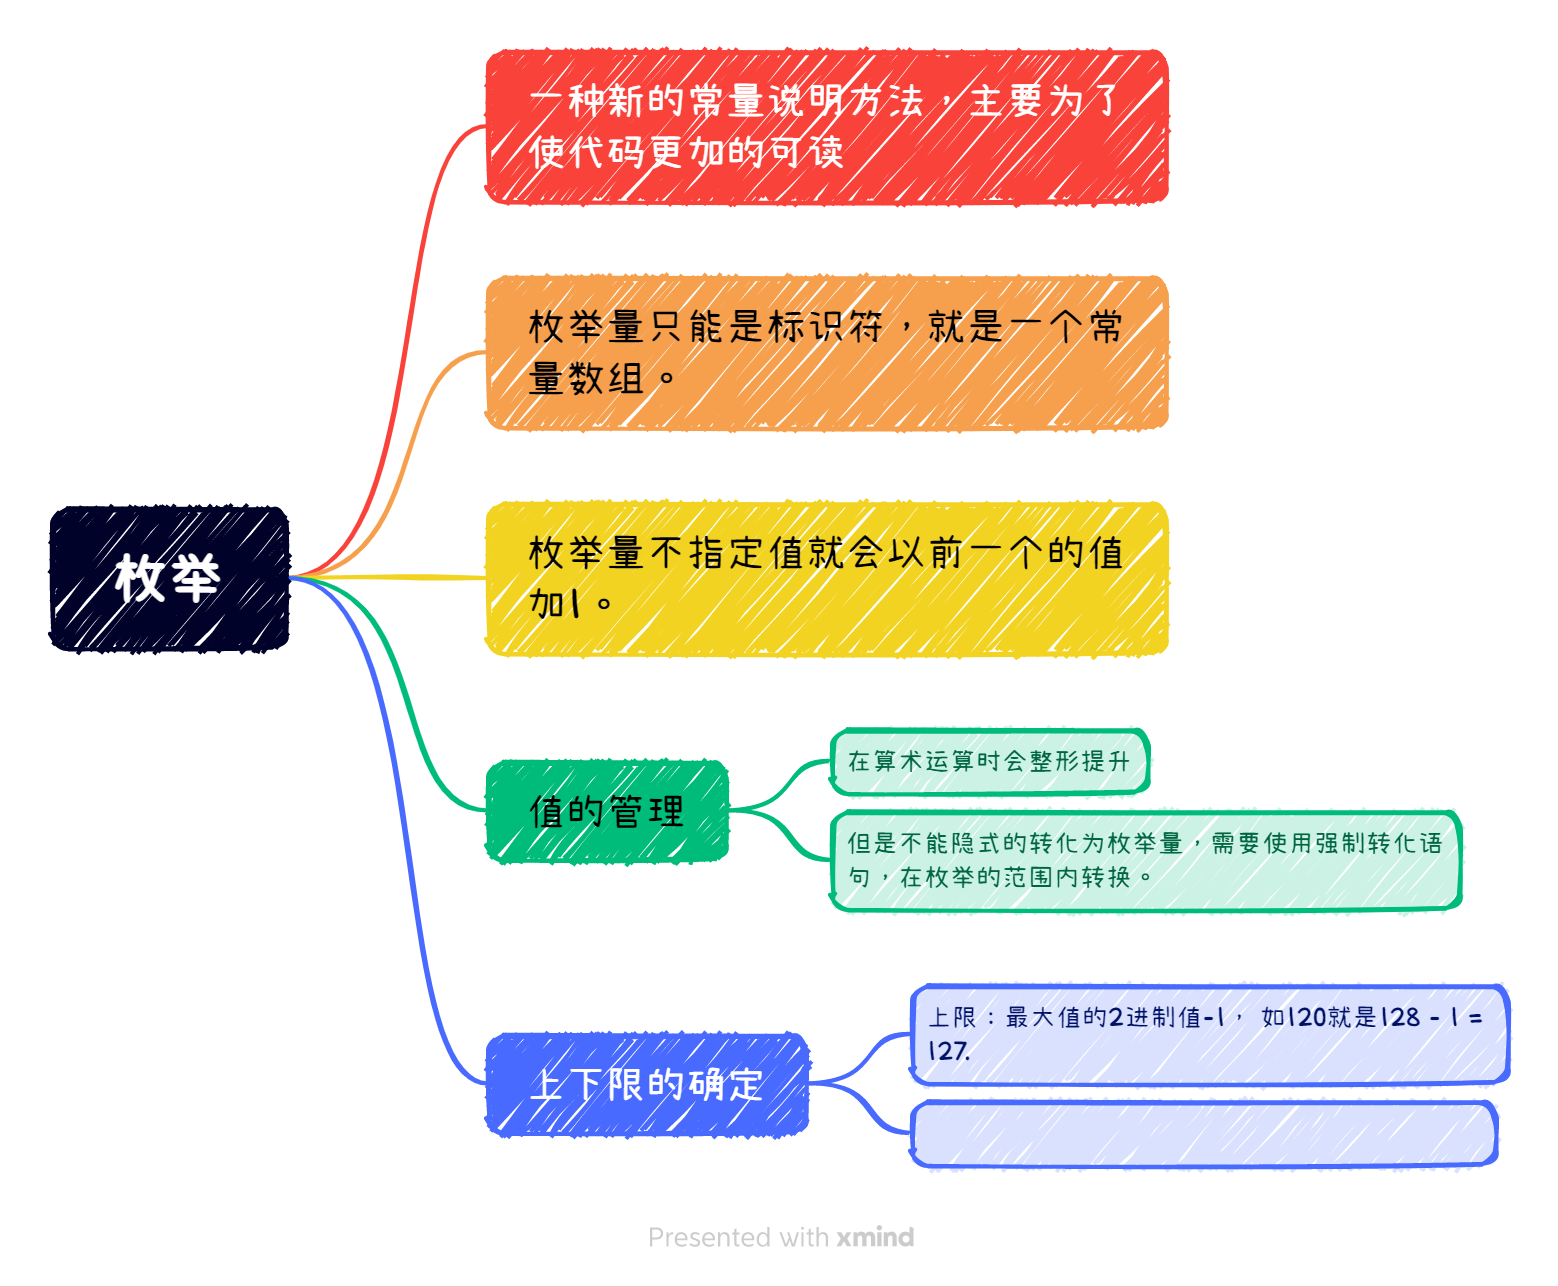 一种新的常量说明方法，主要为了
使代码更加的可读
枚举量只能是标识符，就是一个常
量数组。
枚举量不指定值就会以前一个的值
加1。
枚举
值的管理
在算术运算时会整形提升
但是不能隐式的转化为枚举量，需要使用强制转化语
句，在枚举的范围内转换。
上下限的确定
上限：最大值的2进制值-1， 如120就是128 - 1 =
127.
Presented with xmind